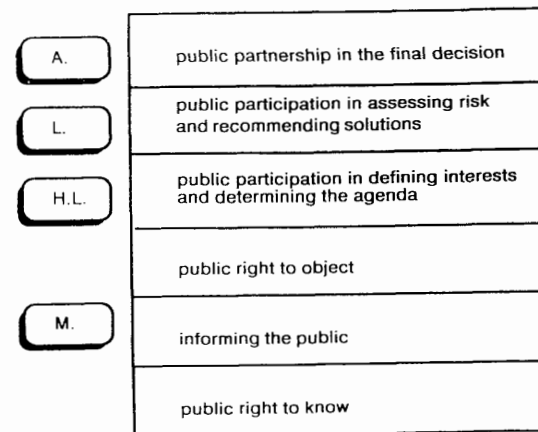 A.
public partnership in the final decision
L.
public participation in assessing risk
and recommending solutions
H.L.
public participation in defining interests
and determining the agenda
public right to object
M.
informing the public
public right to know